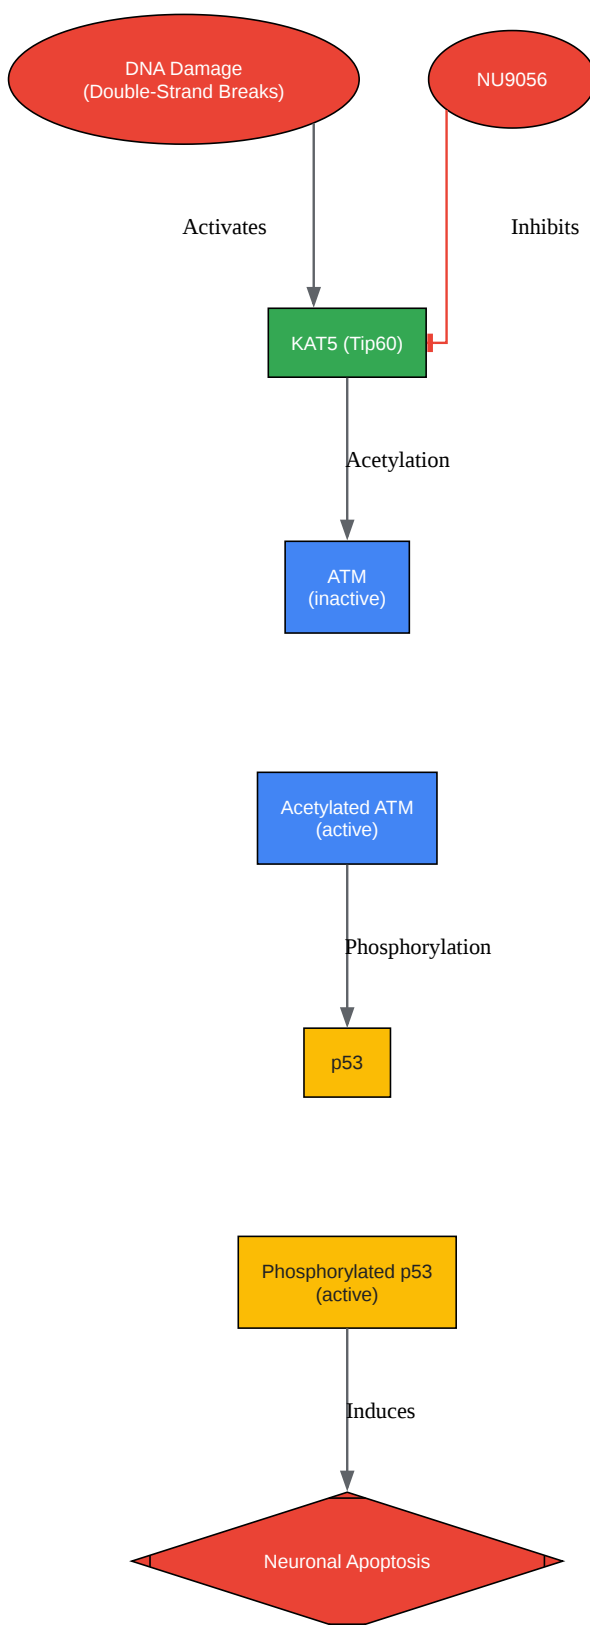 DNA Damage
(Double-Strand Breaks)
NU9056
Activates
Inhibits
KAT5 (Tip60)
Acetylation
ATM
(inactive)
Acetylated ATM
(active)
Phosphorylation
p53
Phosphorylated p53
(active)
Induces
Neuronal Apoptosis